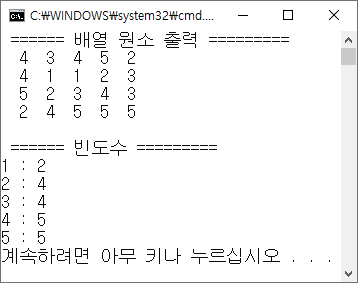 C:\WINDOWS\system32\cmd....
====== 배열 원소 출력 =========
4 3 4 5 2
4 1 1 2 3
5 2 3 4 3
2 4 5 5 5
====== 빈도수 =========
1 : 2
2 : 4
3 : 4
4 : 5
5 : 5
계속하려면 아무 키나 누르십시오 . . .